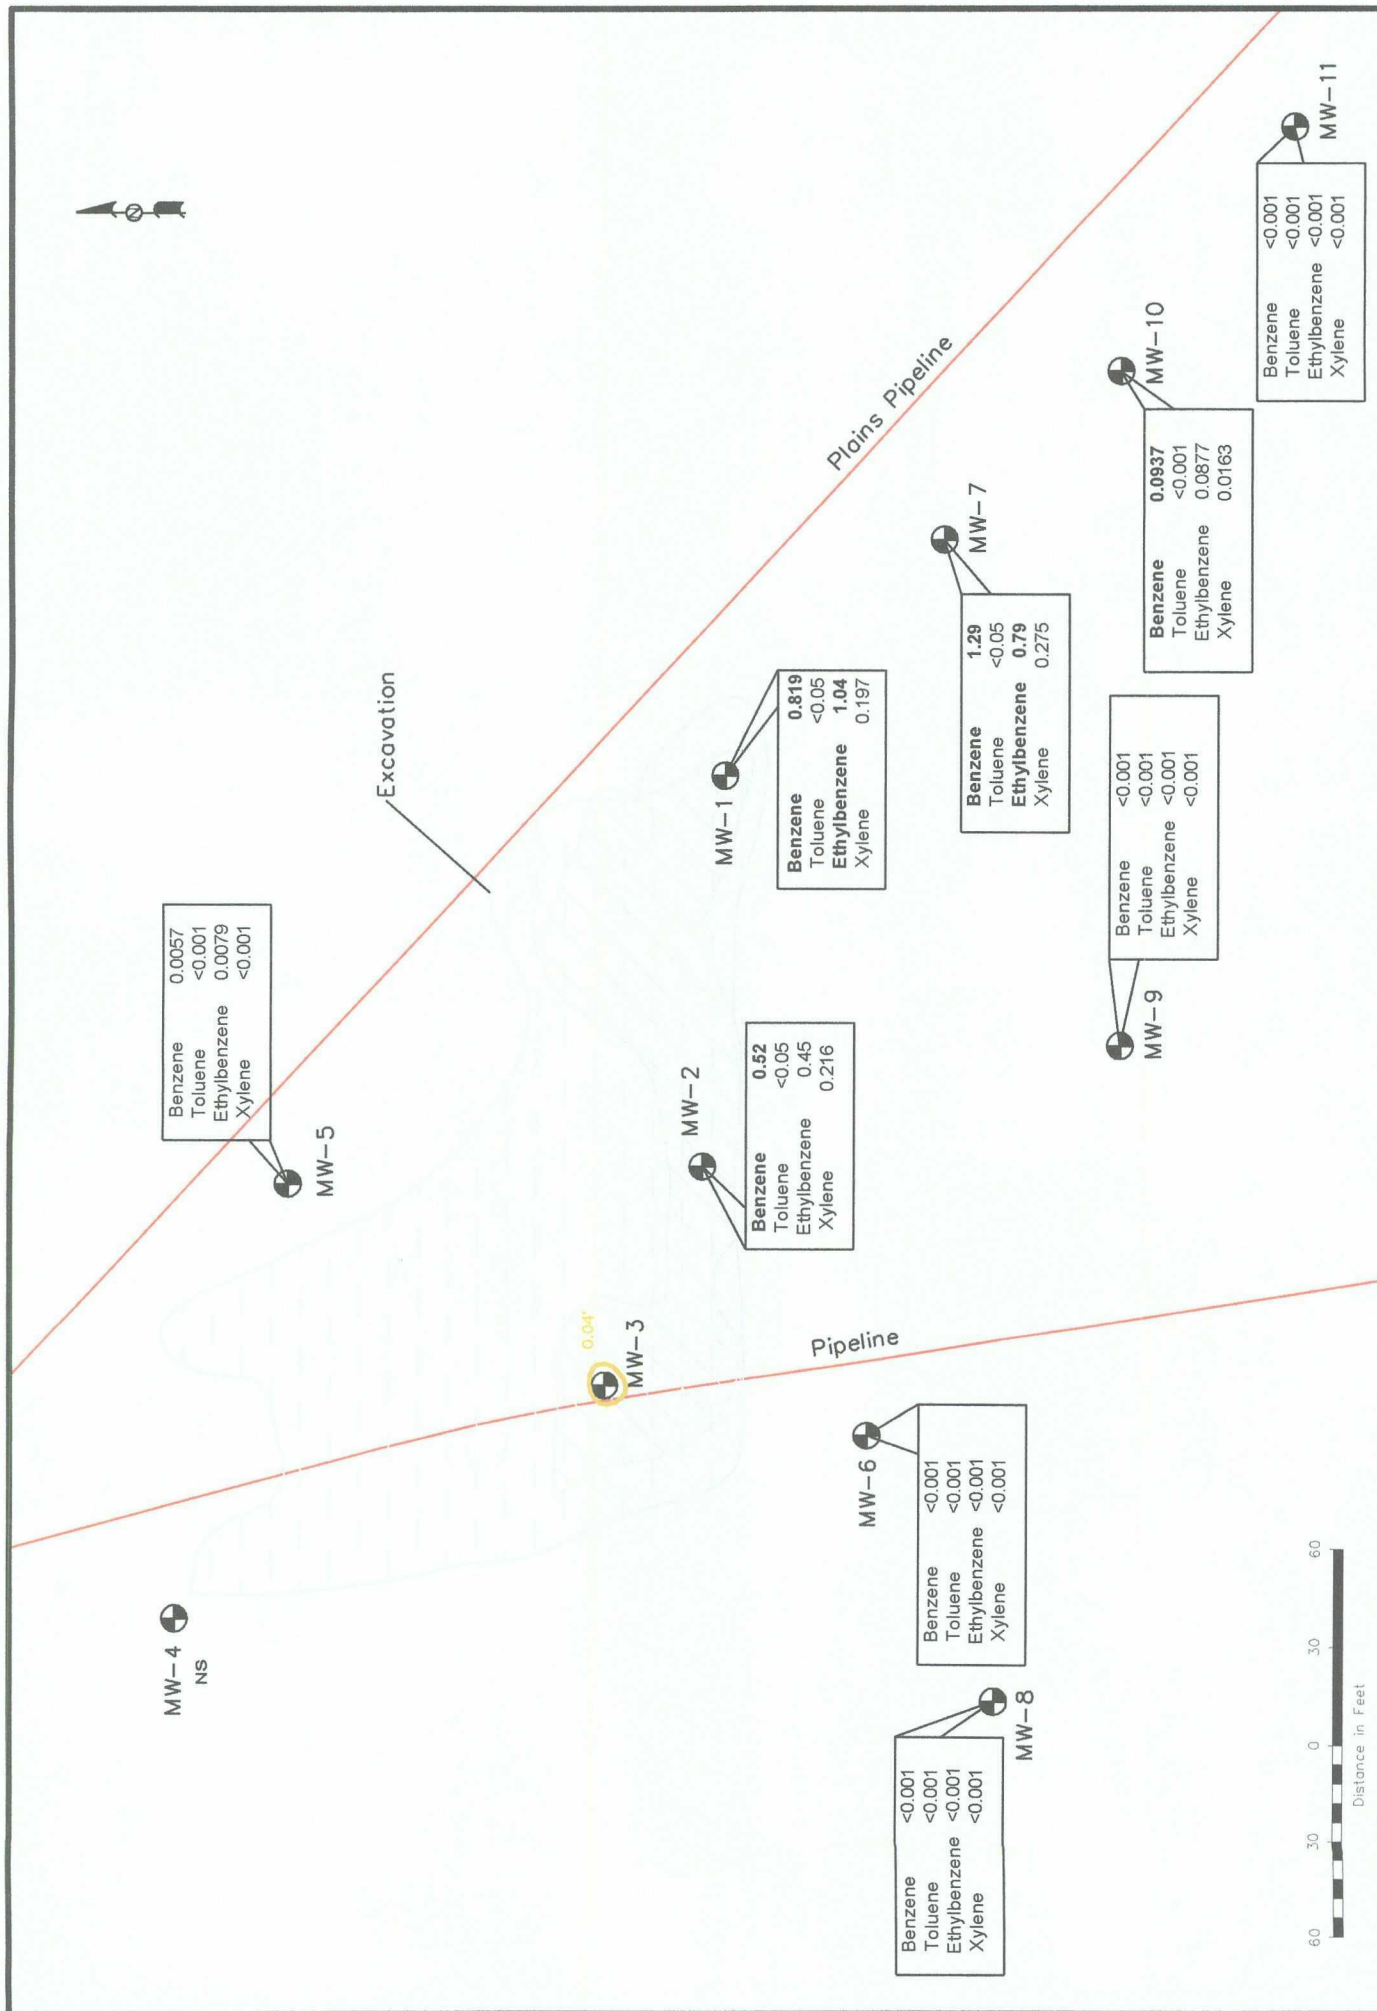 N
MW-4
NS
Benzene 0.0057
Toluene <0.001
Ethylbenzene 0.0079
Xylene <0.001
MW-5
Excavation
0.04'
MW-3
MW-2
Benzene 0.52
Toluene <0.05
Ethylbenzene 0.45
Xylene 0.216
MW-1
Benzene 0.819
Toluene <0.05
Ethylbenzene 1.04
Xylene 0.197
Plains Pipeline
Pipeline
MW-6
Benzene <0.001
Toluene <0.001
Ethylbenzene <0.001
Xylene <0.001
Benzene <0.001
Toluene <0.001
Ethylbenzene <0.001
Xylene <0.001
MW-8
MW-7
Benzene 1.29
Toluene <0.05
Ethylbenzene 0.79
Xylene 0.275
Benzene <0.001
Toluene <0.001
Ethylbenzene <0.001
Xylene <0.001
MW-9
MW-10
Benzene 0.0937
Toluene <0.001
Ethylbenzene 0.0877
Xylene 0.0163
Benzene <0.001
Toluene <0.001
Ethylbenzene <0.001
Xylene <0.001
MW-11
60 30 0 30 60
Distance in Feet